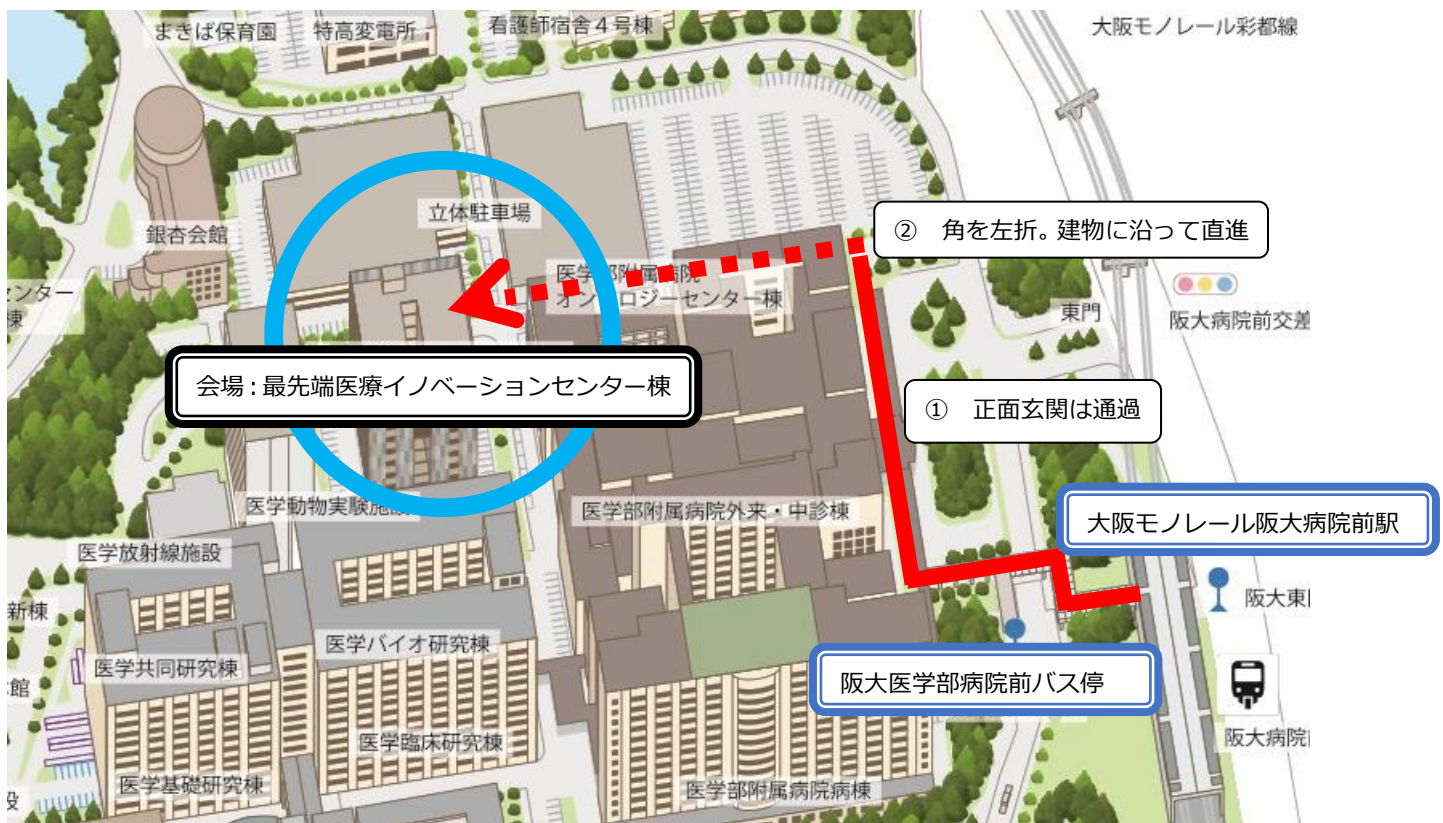 まきば保育園
特高変電所
看護師宿舎4号棟
大阪モノレール彩都線
立体駐車場
銀杏会館
② 角を左折。建物に沿って直進
医学部附属病院
オンコロジーセンター棟
センター
棟
東門
阪大病院前交差
会場:最先端医療イノベーションセンター棟
① 正面玄関は通過
医学動物実験施設
医学部附属病院外来・中診棟
大阪モノレール阪大病院前駅
医学放射線施設
新棟
阪大東
医学バイオ研究棟
医学共同研究棟
館
阪大医学部病院前バス停
医学臨床研究棟
阪大病院
医学基礎研究棟
医学部附属病院病棟
設